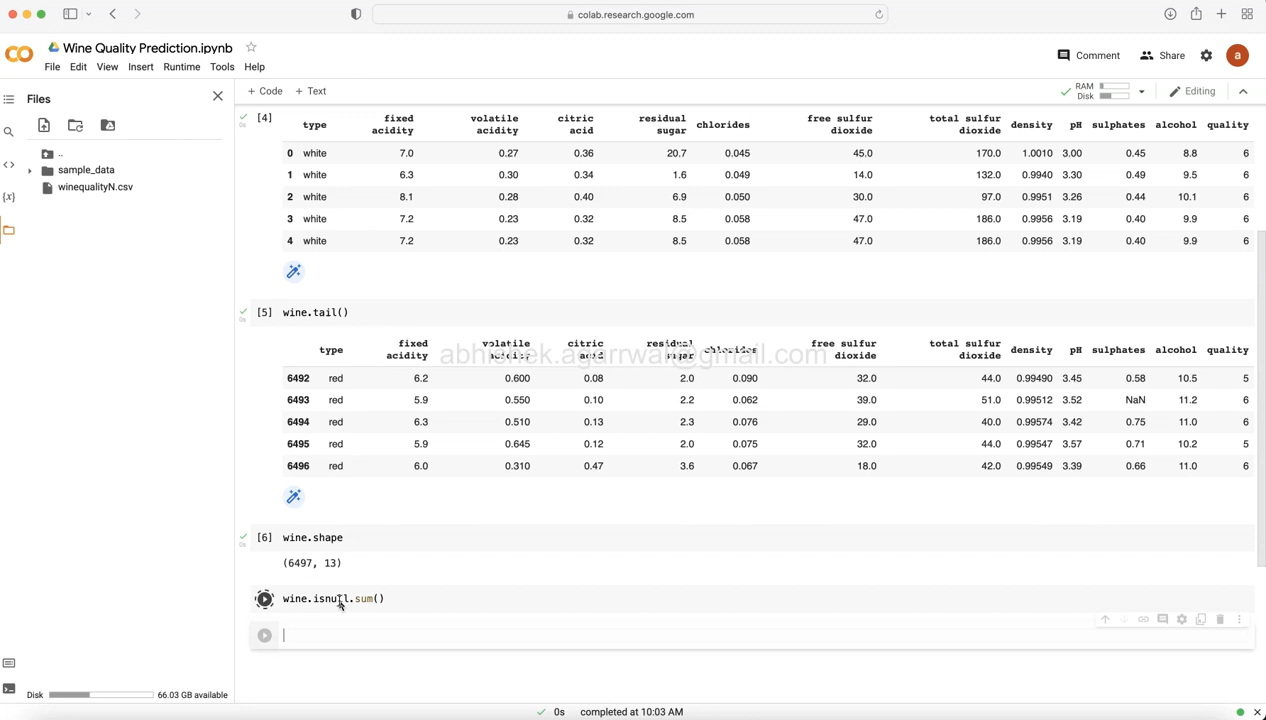 colab.research.google.com
CO Wine Quality Prediction.ipynb
File Edit View Insert Runtime Tools Help
Comment Share a
Files
+ Code + Text
RAM
Disk
Editing
..
sample_data
winequalityN.csv
{x}
[4]
type fixed acidity volatile acidity citric acid residual sugar chlorides free sulfur dioxide total sulfur dioxide density pH sulphates alcohol quality
0 white 7.0 0.27 0.36 20.7 0.045 45.0 170.0 1.0010 3.00 0.45 8.8 6
1 white 6.3 0.30 0.34 1.6 0.049 14.0 132.0 0.9940 3.30 0.49 9.5 6
2 white 8.1 0.28 0.40 6.9 0.050 30.0 97.0 0.9951 3.26 0.44 10.1 6
3 white 7.2 0.23 0.32 8.5 0.058 47.0 186.0 0.9956 3.19 0.40 9.9 6
4 white 7.2 0.23 0.32 8.5 0.058 47.0 186.0 0.9956 3.19 0.40 9.9 6
0s
[5] wine.tail()
0s
type fixed acidity volatile acidity citric acid residual sugar chlorides free sulfur dioxide total sulfur dioxide density pH sulphates alcohol quality
abhishek.agarrwal@gmail.com
6492 red 6.2 0.600 0.08 2.0 0.090 32.0 44.0 0.99490 3.45 0.58 10.5 5
6493 red 5.9 0.550 0.10 2.2 0.062 39.0 51.0 0.99512 3.52 NaN 11.2 6
6494 red 6.3 0.510 0.13 2.3 0.076 29.0 40.0 0.99574 3.42 0.75 11.0 6
6495 red 5.9 0.645 0.12 2.0 0.075 32.0 44.0 0.99547 3.57 0.71 10.2 5
6496 red 6.0 0.310 0.47 3.6 0.067 18.0 42.0 0.99549 3.39 0.66 11.0 6
[6] wine.shape
0s
(6497, 13)
wine.isnull.sum()
Disk 66.03 GB available
0s completed at 10:03 AM